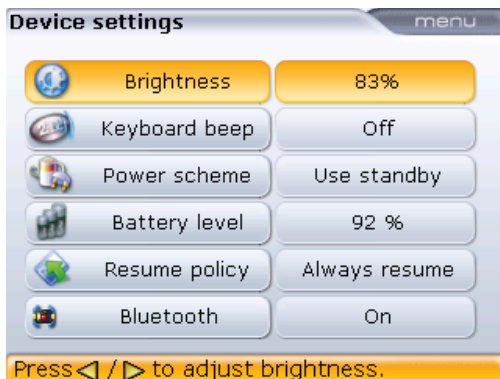 Device settings menu
Brightness 83%
Keyboard beep Off
Power scheme Use standby
Battery level 92 %
Resume policy Always resume
Bluetooth On
Press ◁ / ▷ to adjust brightness.